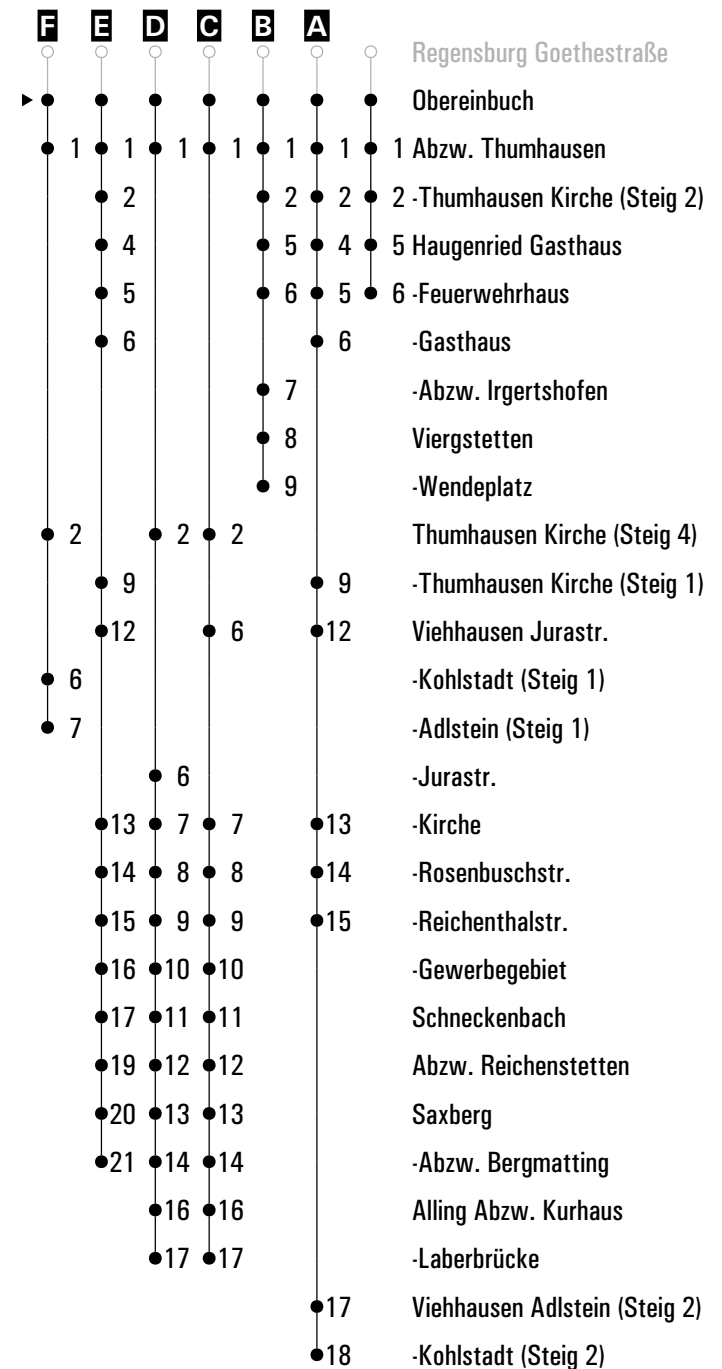 F E D C B A
Regensburg Goethestraße
Obereinbuch
1 1 1 1 1 1 1 Abzw. Thumhausen
2 2 2 2 -Thumhausen Kirche (Steig 2)
4 5 4 5 Haugenried Gasthaus
5 6 5 6 -Feuerwehrhaus
6 6 -Gasthaus
7 -Abzw. Irgertshofen
8 Viergstetten
9 -Wendeplatz
2 2 2 Thumhausen Kirche (Steig 4)
9 9 -Thumhausen Kirche (Steig 1)
12 6 12 Viehhausen Jurastr.
6 -Kohlstadt (Steig 1)
7 -Adlstein (Steig 1)
6 -Jurastr.
13 7 7 13 -Kirche
14 8 8 14 -Rosenbuschstr.
15 9 9 15 -Reichenthalstr.
16 10 10 -Gewerbegebiet
17 11 11 Schneckenbach
19 12 12 Abzw. Reichenstetten
20 13 13 Saxberg
21 14 14 -Abzw. Bergmatting
16 16 Alling Abzw. Kurhaus
17 17 -Laberbrücke
17 Viehhausen Adlstein (Steig 2)
18 -Kohlstadt (Steig 2)